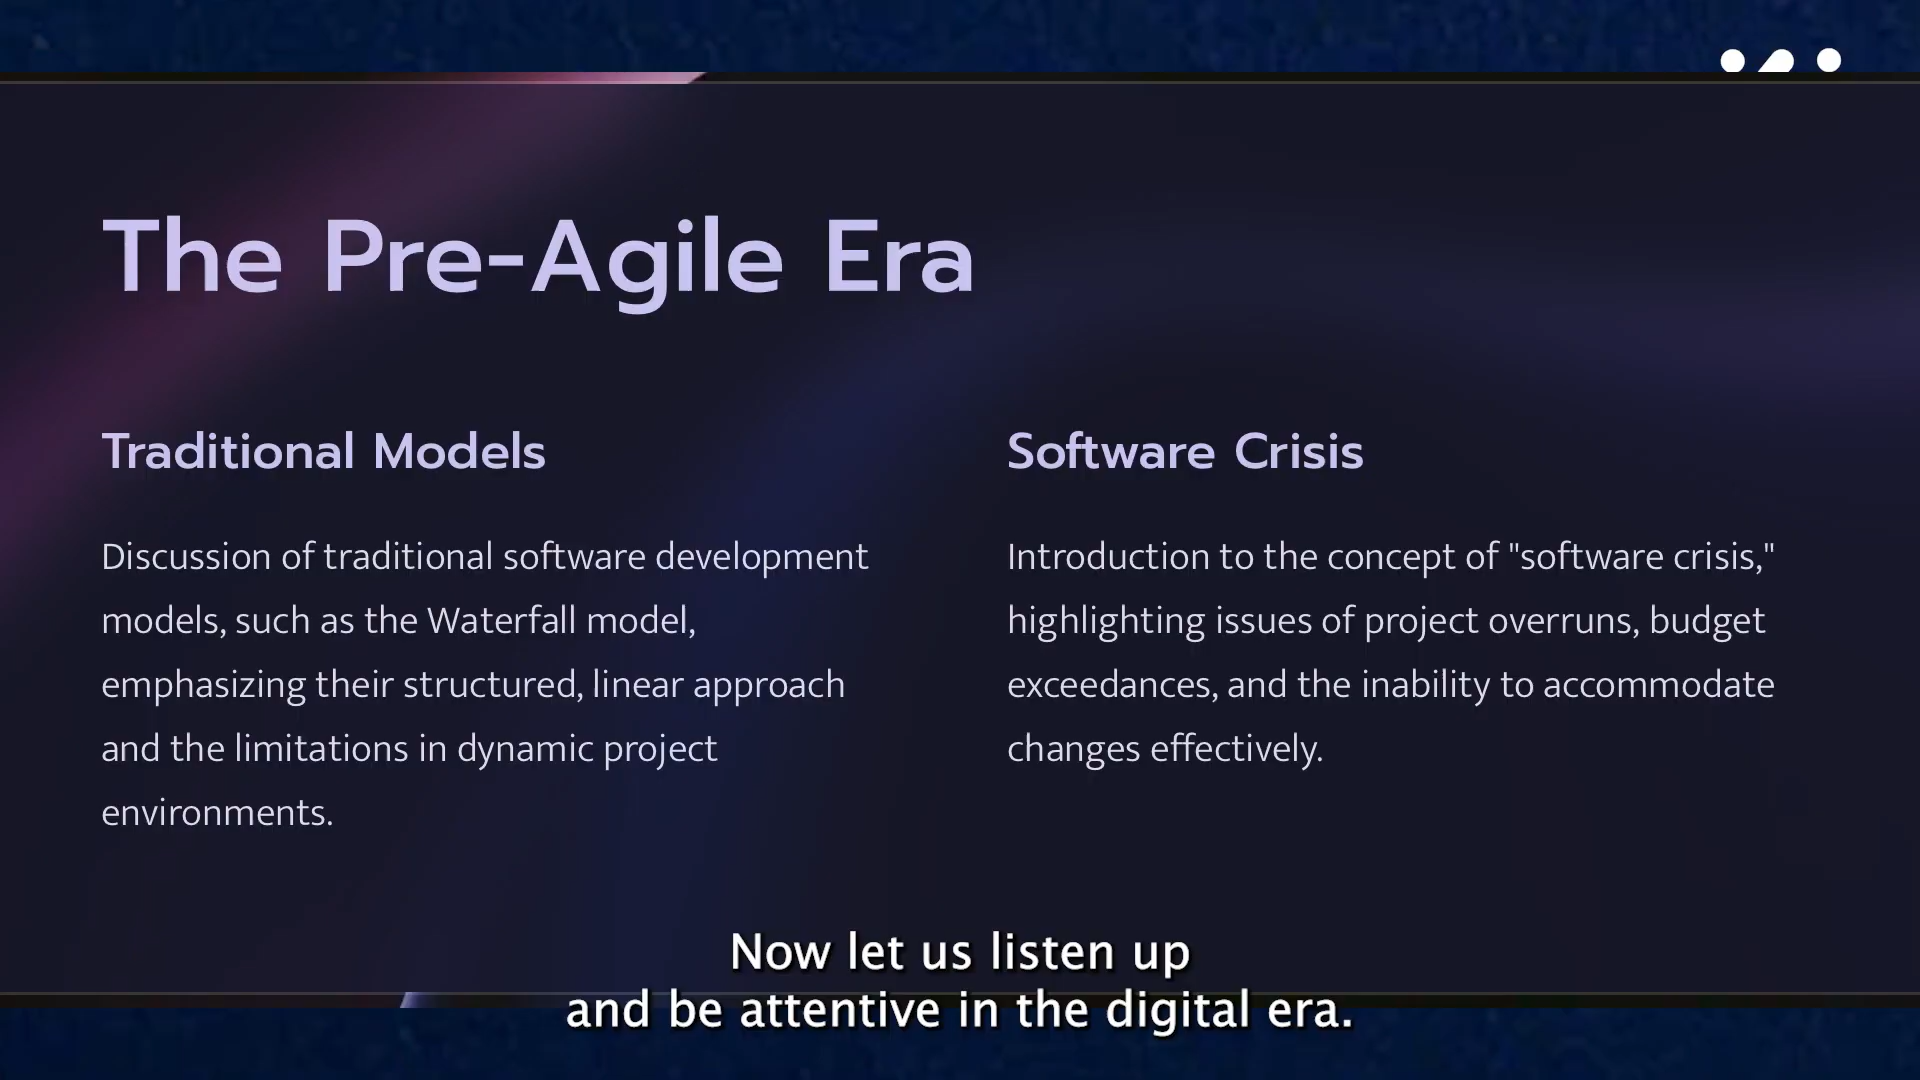 The Pre-Agile Era
Traditional Models
Discussion of traditional software development
models, such as the Waterfall model,
emphasizing their structured, linear approach
and the limitations in dynamic project
environments.
Software Crisis
Introduction to the concept of "software crisis,"
highlighting issues of project overruns, budget
exceedances, and the inability to accommodate
changes effectively.
Now let us listen up
and be attentive in the digital era.